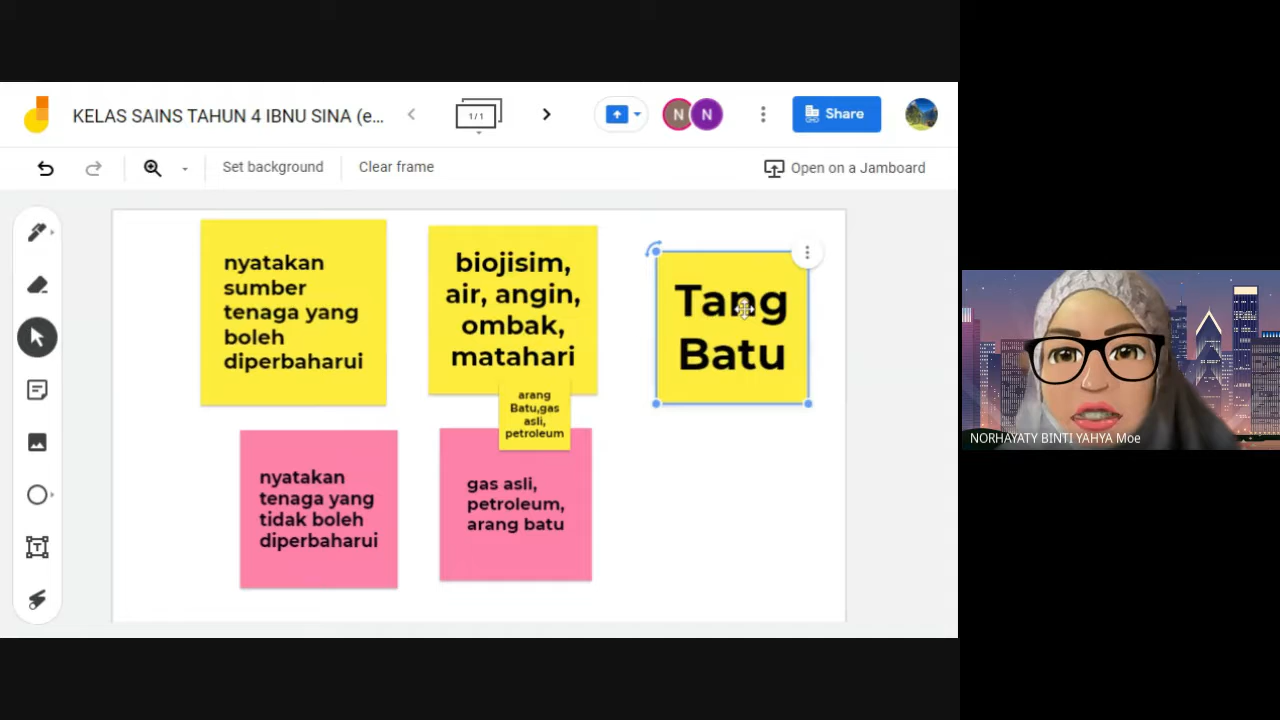 KELAS SAINS TAHUN 4 IBNU SINA (e...
1/1
N
N
Share
Set background
Clear frame
Open on a Jamboard
nyatakan
sumber
tenaga yang
boleh
diperbaharui
biojisim,
air, angin,
ombak,
matahari
Tang
Batu
arang
Batu,gas
asli,
petroleum
nyatakan
tenaga yang
tidak boleh
diperbaharui
gas asli,
petroleum,
arang batu
T
NORHAYATY BINTI YAHYA Moe